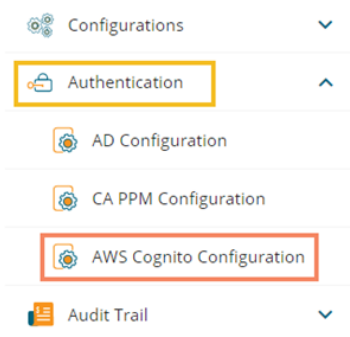 Configurations
Authentication
AD Configuration
CA PPM Configuration
AWS Cognito Configuration
Audit Trail